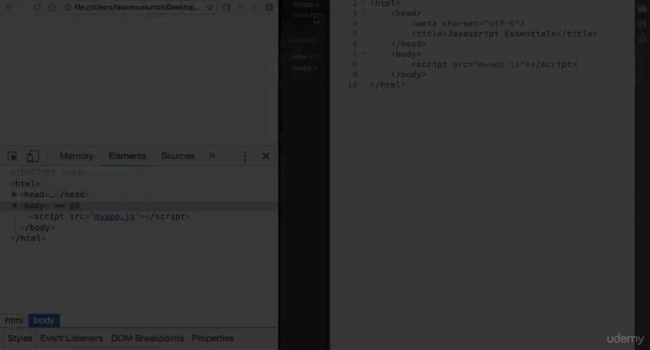 file:///Users/lawrenceturton/Desktop...
Memory Elements Sources »
<!DOCTYPE html>
<html>
<head>…</head>
<body> == $0
<script src="myapp.js"></script>
</body>
</html>
html body
Styles Event Listeners DOM Breakpoints Properties
index.html
2 <html>
3 <head>
4 <meta charset="utf-8">
5 <title>Javascript Essentials</title>
6 </head>
7 <body>
8 <script src="myapp.js"></script>
9 </body>
10 </html>
udemy